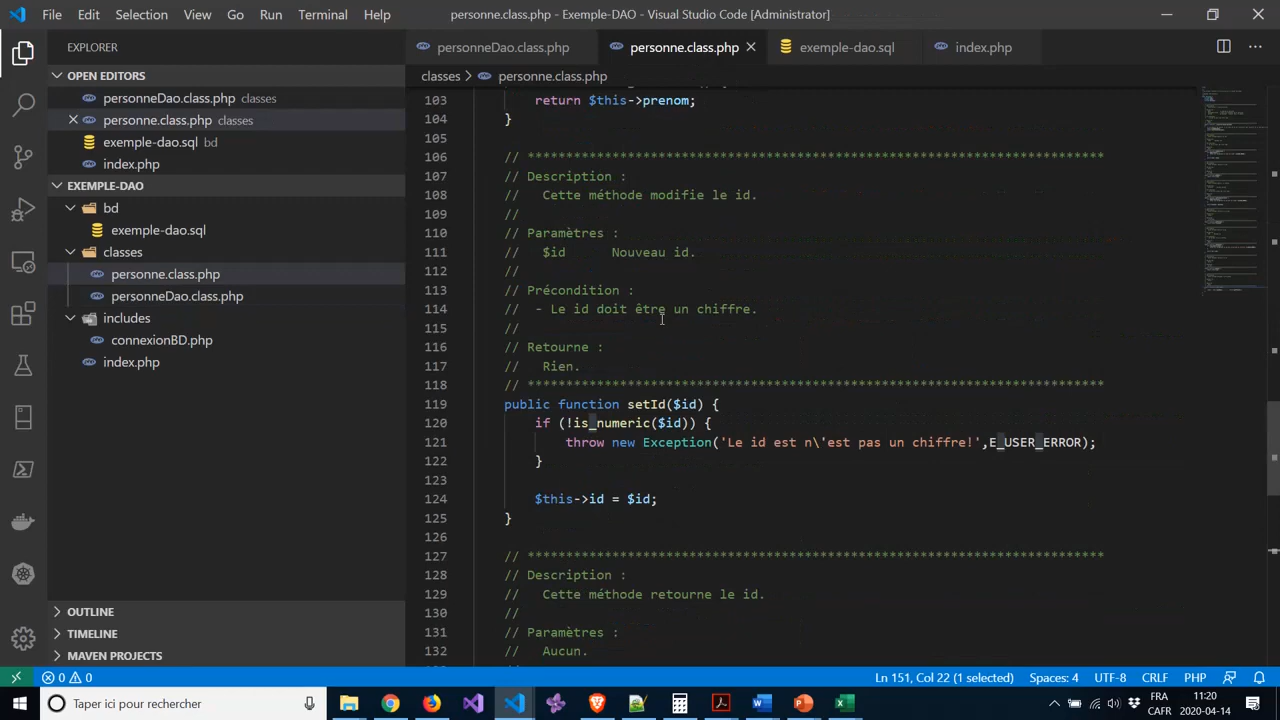 File Edit Selection View Go Run Terminal Help
personne.class.php - Exemple-DAO - Visual Studio Code [Administrator]
EXPLORER
OPEN EDITORS
personneDao.class.php classes
personne.class.php classes
exemple-dao.sql bd
index.php
EXEMPLE-DAO
bd
exemple-dao.sql
classes
personne.class.php
personneDao.class.php
includes
connexionBD.php
index.php
OUTLINE
TIMELINE
MAVEN PROJECTS
personneDao.class.php personne.class.php exemple-dao.sql index.php
classes > personne.class.php
103 return $this->prenom;
104
105
106 // ***************************************************************************
107 // Description :
108 // Cette méthode modifie le id.
109 //
110 // Paramètres :
111 // id Nouveau id.
112 //
113 // Précondition :
114 // - Le id doit être un chiffre.
115 //
116 // Retourne :
117 // Rien.
118 // ***************************************************************************
119 public function setId($id) {
120 if (!is_numeric($id)) {
121 throw new Exception('Le id est n\'est pas un chiffre!',E_USER_ERROR);
122 }
123
124 $this->id = $id;
125 }
126
127 // ***************************************************************************
128 // Description :
129 // Cette méthode retourne le id.
130 //
131 // Paramètres :
132 // Aucun.
0 0 Ln 151, Col 22 (1 selected) Spaces: 4 UTF-8 CRLF PHP
Taper ici pour rechercher
FRA 11:20
CAFR 2020-04-14